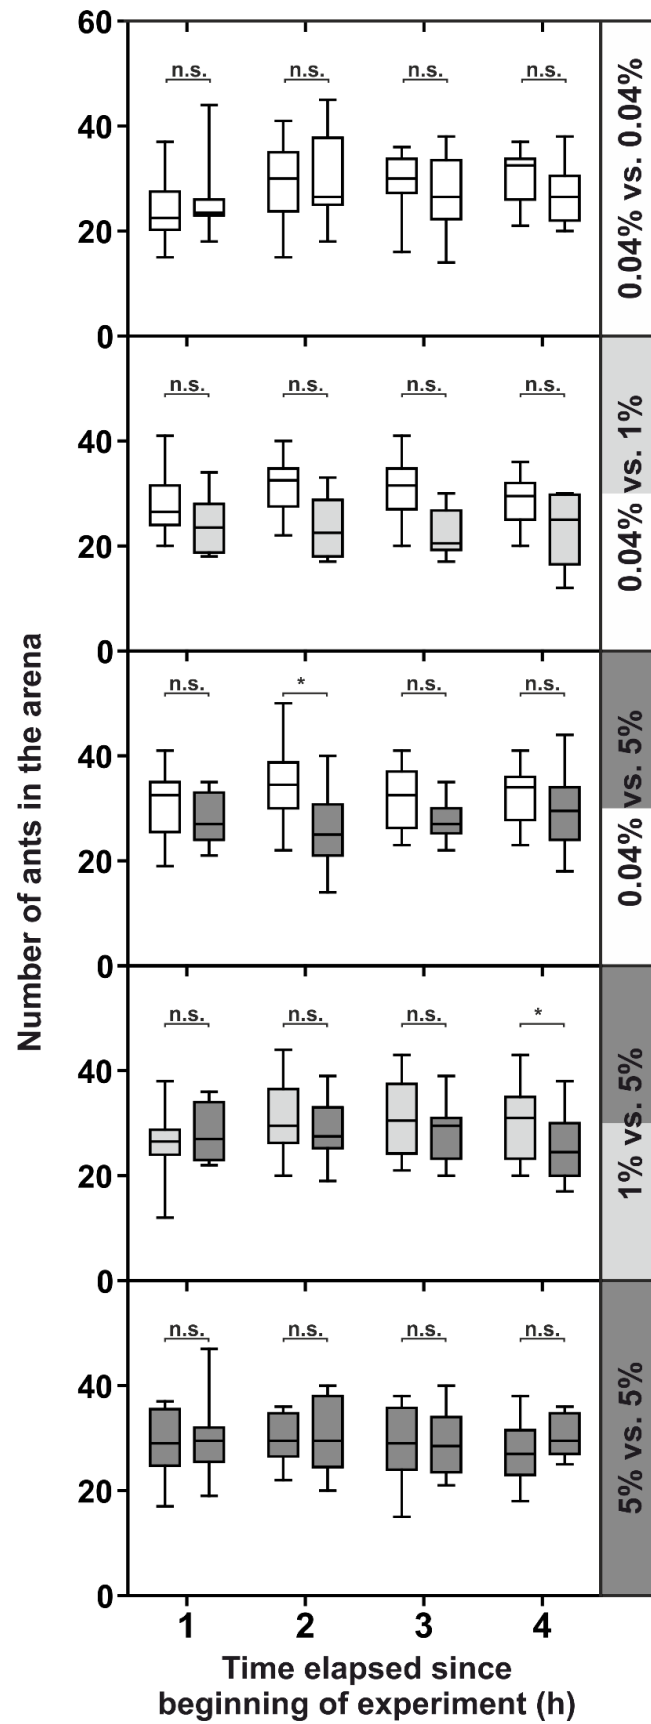 60
40
20
0
n.s.
n.s.
n.s.
n.s.
0.04% vs. 0.04%
40
20
0
n.s.
n.s.
n.s.
n.s.
0.04% vs. 1%
40
20
0
n.s.
*
n.s.
n.s.
0.04% vs. 5%
40
20
0
n.s.
n.s.
n.s.
*
1% vs. 5%
40
20
0
n.s.
n.s.
n.s.
n.s.
5% vs. 5%
Number of ants in the arena
1 2 3 4
Time elapsed since
beginning of experiment (h)